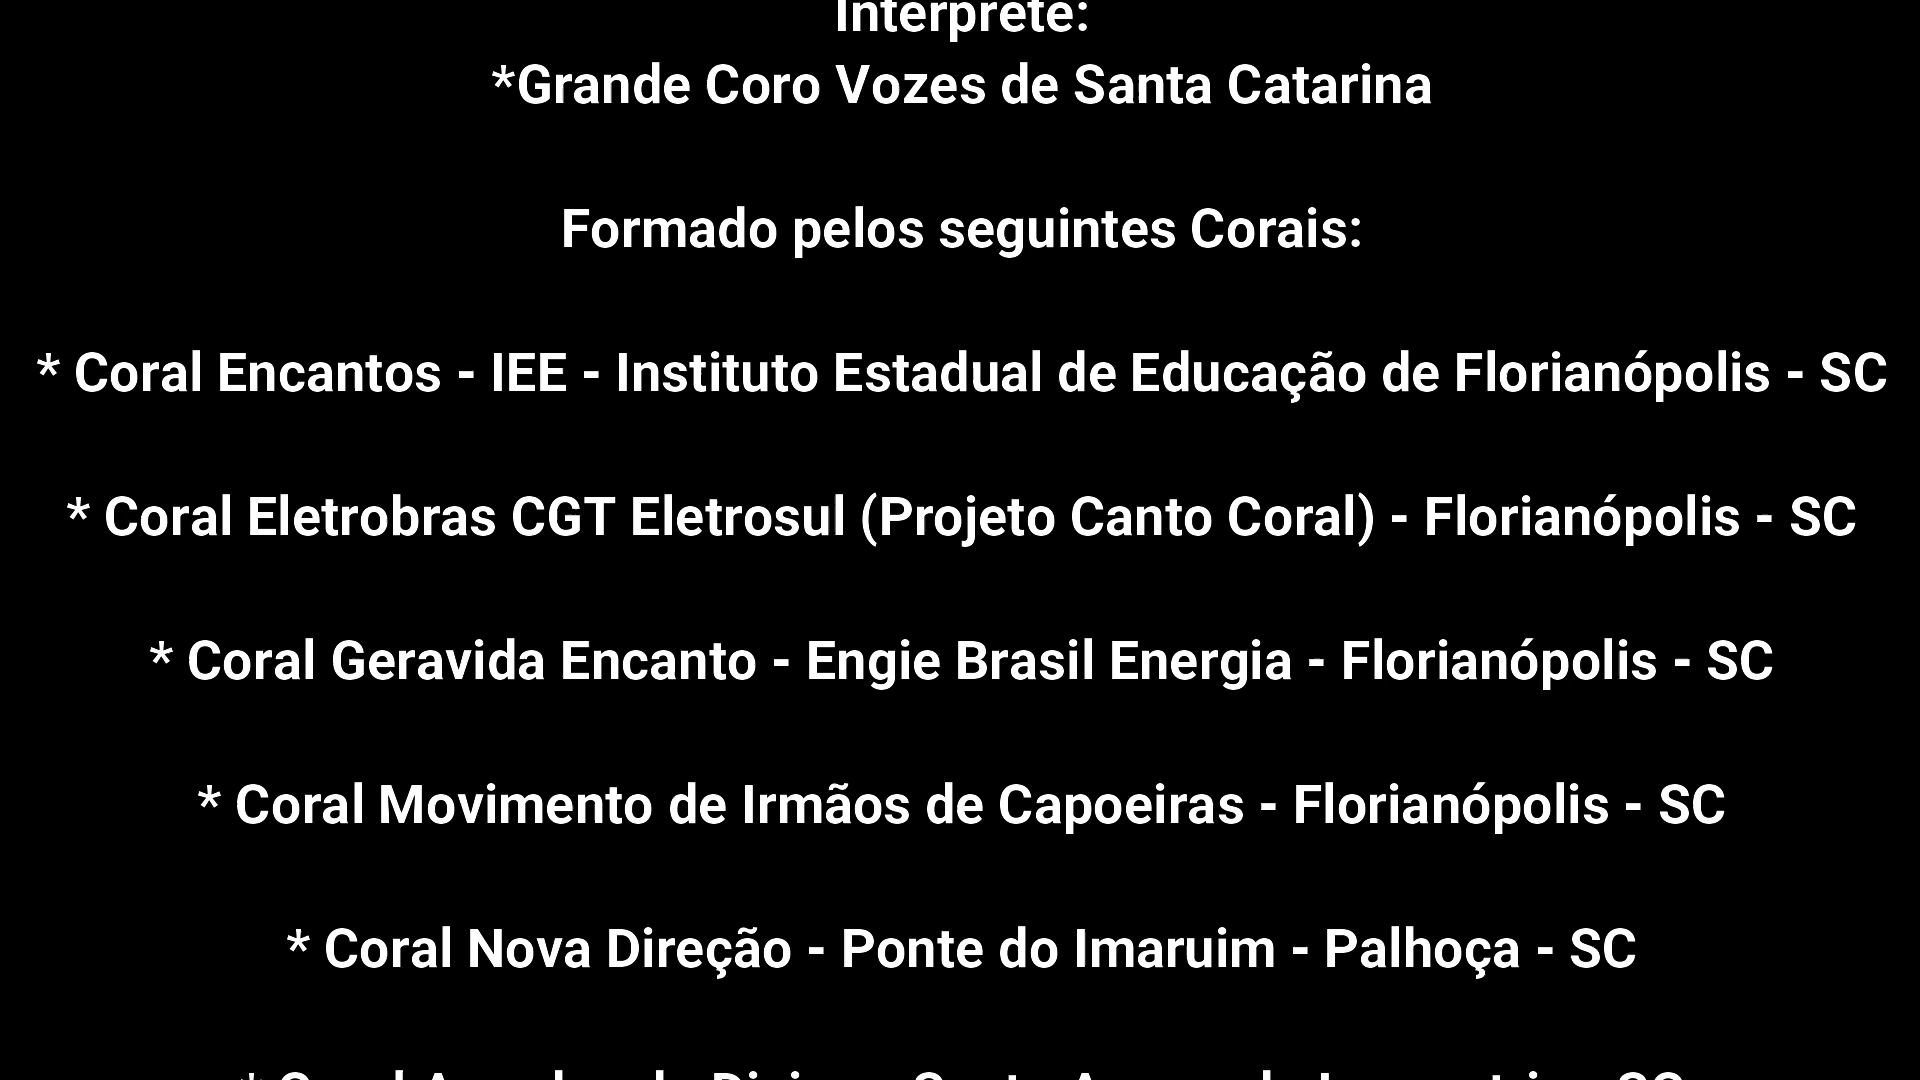 Intérprete:
*Grande Coro Vozes de Santa Catarina
Formado pelos seguintes Corais:
* Coral Encantos - IEE - Instituto Estadual de Educação de Florianópolis - SC
* Coral Eletrobras CGT Eletrosul (Projeto Canto Coral) - Florianópolis - SC
* Coral Geravida Encanto - Engie Brasil Energia - Florianópolis - SC
* Coral Movimento de Irmãos de Capoeiras - Florianópolis - SC
* Coral Nova Direção - Ponte do Imaruim - Palhoça - SC
* Coral